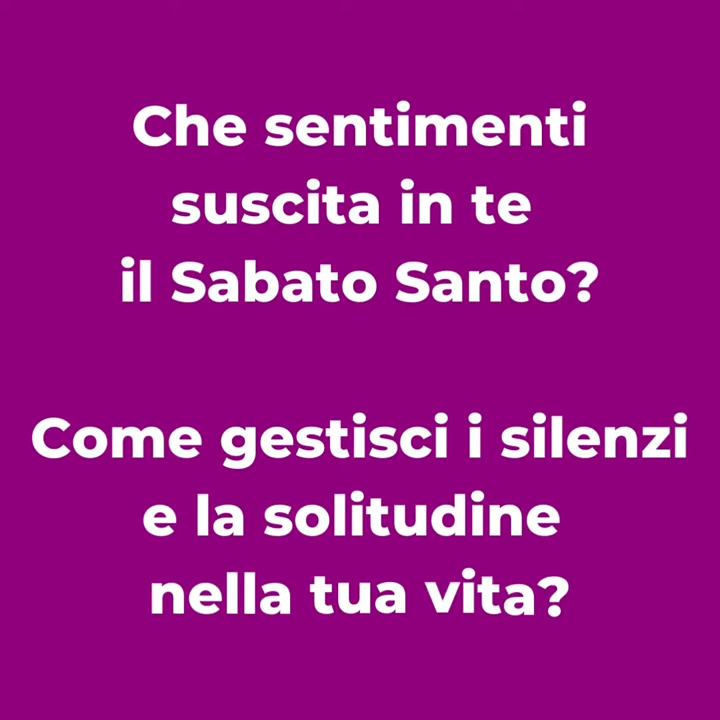 Che sentimenti
suscita in te
il Sabato Santo?
Come gestisci i silenzi
e la solitudine
nella tua vita?